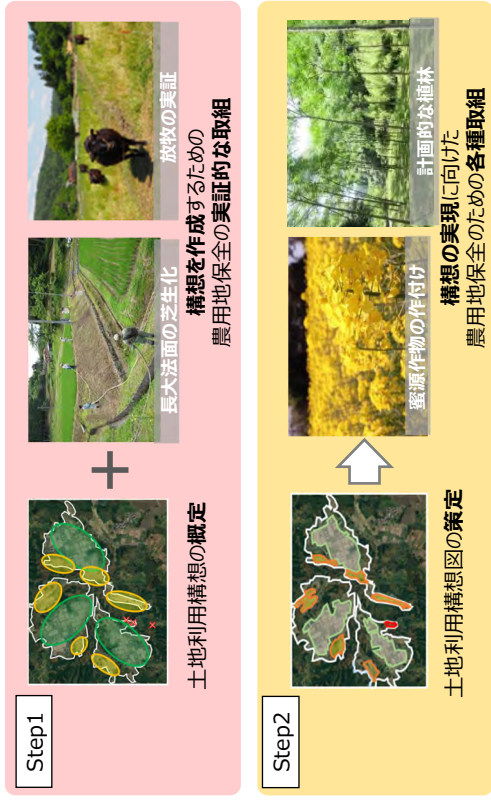 Step1
土地利用構想の概定
長大法面の芝生化
放牧の実証
構想を作成するための
農用地保全の実証的な取組
Step2
土地利用構想図の策定
蜜源作物の作付け
計画的な植林
構想の実現に向けた
農用地保全のための各種取組